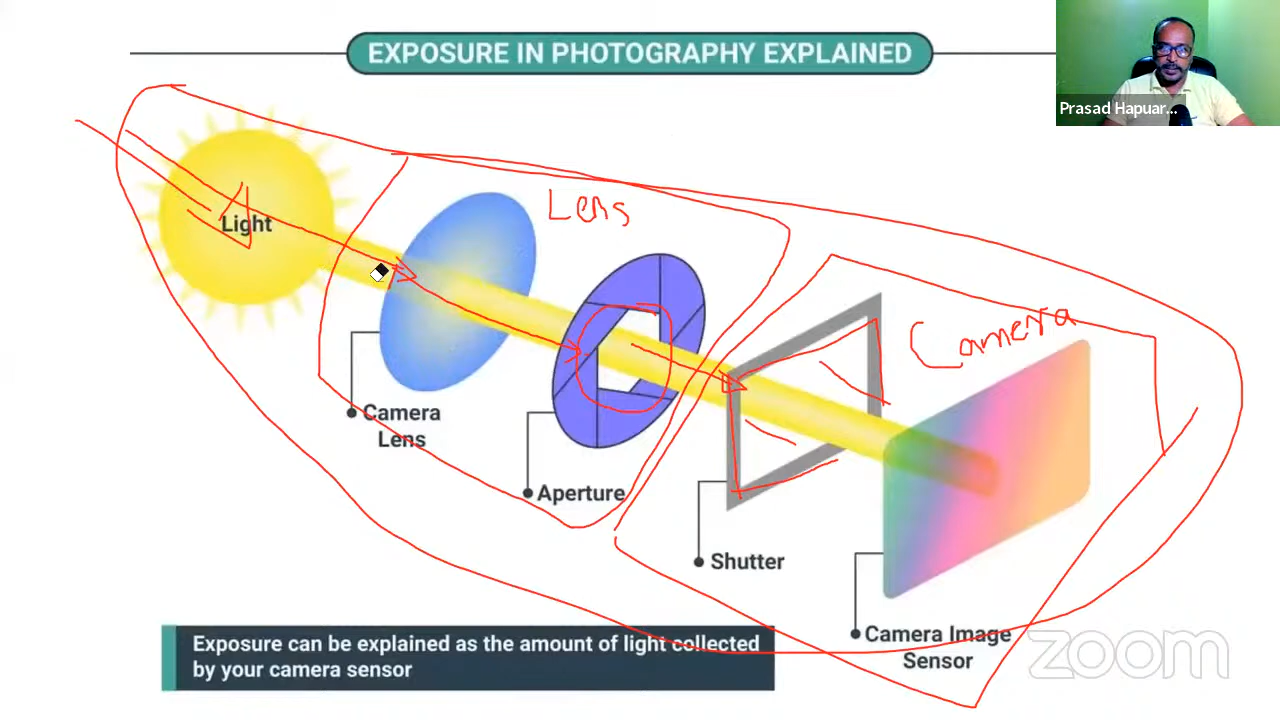 EXPOSURE IN PHOTOGRAPHY EXPLAINED
Prasad Hapuar...
Light
Lens
Camera
Camera
Lens
Aperture
Shutter
Camera Image
Sensor
Exposure can be explained as the amount of light collected
by your camera sensor
zoom